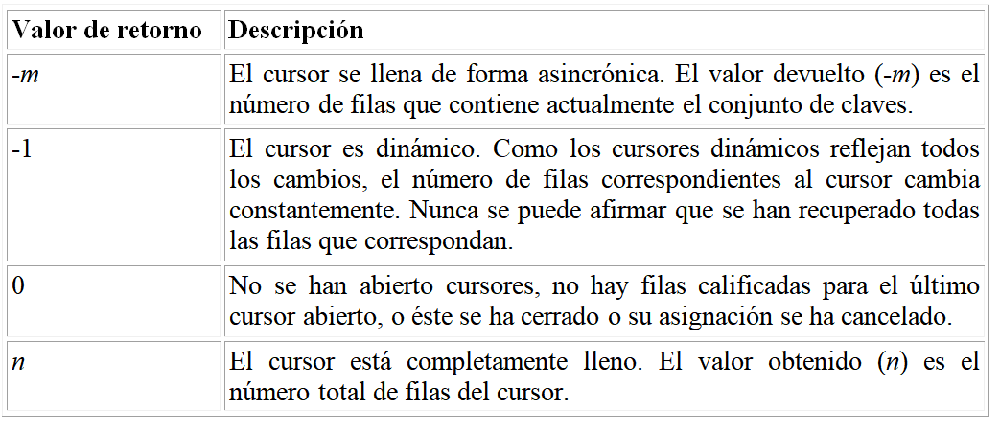 Valor de retorno Descripción
-m El cursor se llena de forma asincrónica. El valor devuelto (-m) es el
número de filas que contiene actualmente el conjunto de claves.
-1 El cursor es dinámico. Como los cursores dinámicos reflejan todos
los cambios, el número de filas correspondientes al cursor cambia
constantemente. Nunca se puede afirmar que se han recuperado todas
las filas que correspondan.
0 No se han abierto cursores, no hay filas calificadas para el último
cursor abierto, o éste se ha cerrado o su asignación se ha cancelado.
n El cursor está completamente lleno. El valor obtenido (n) es el
número total de filas del cursor.